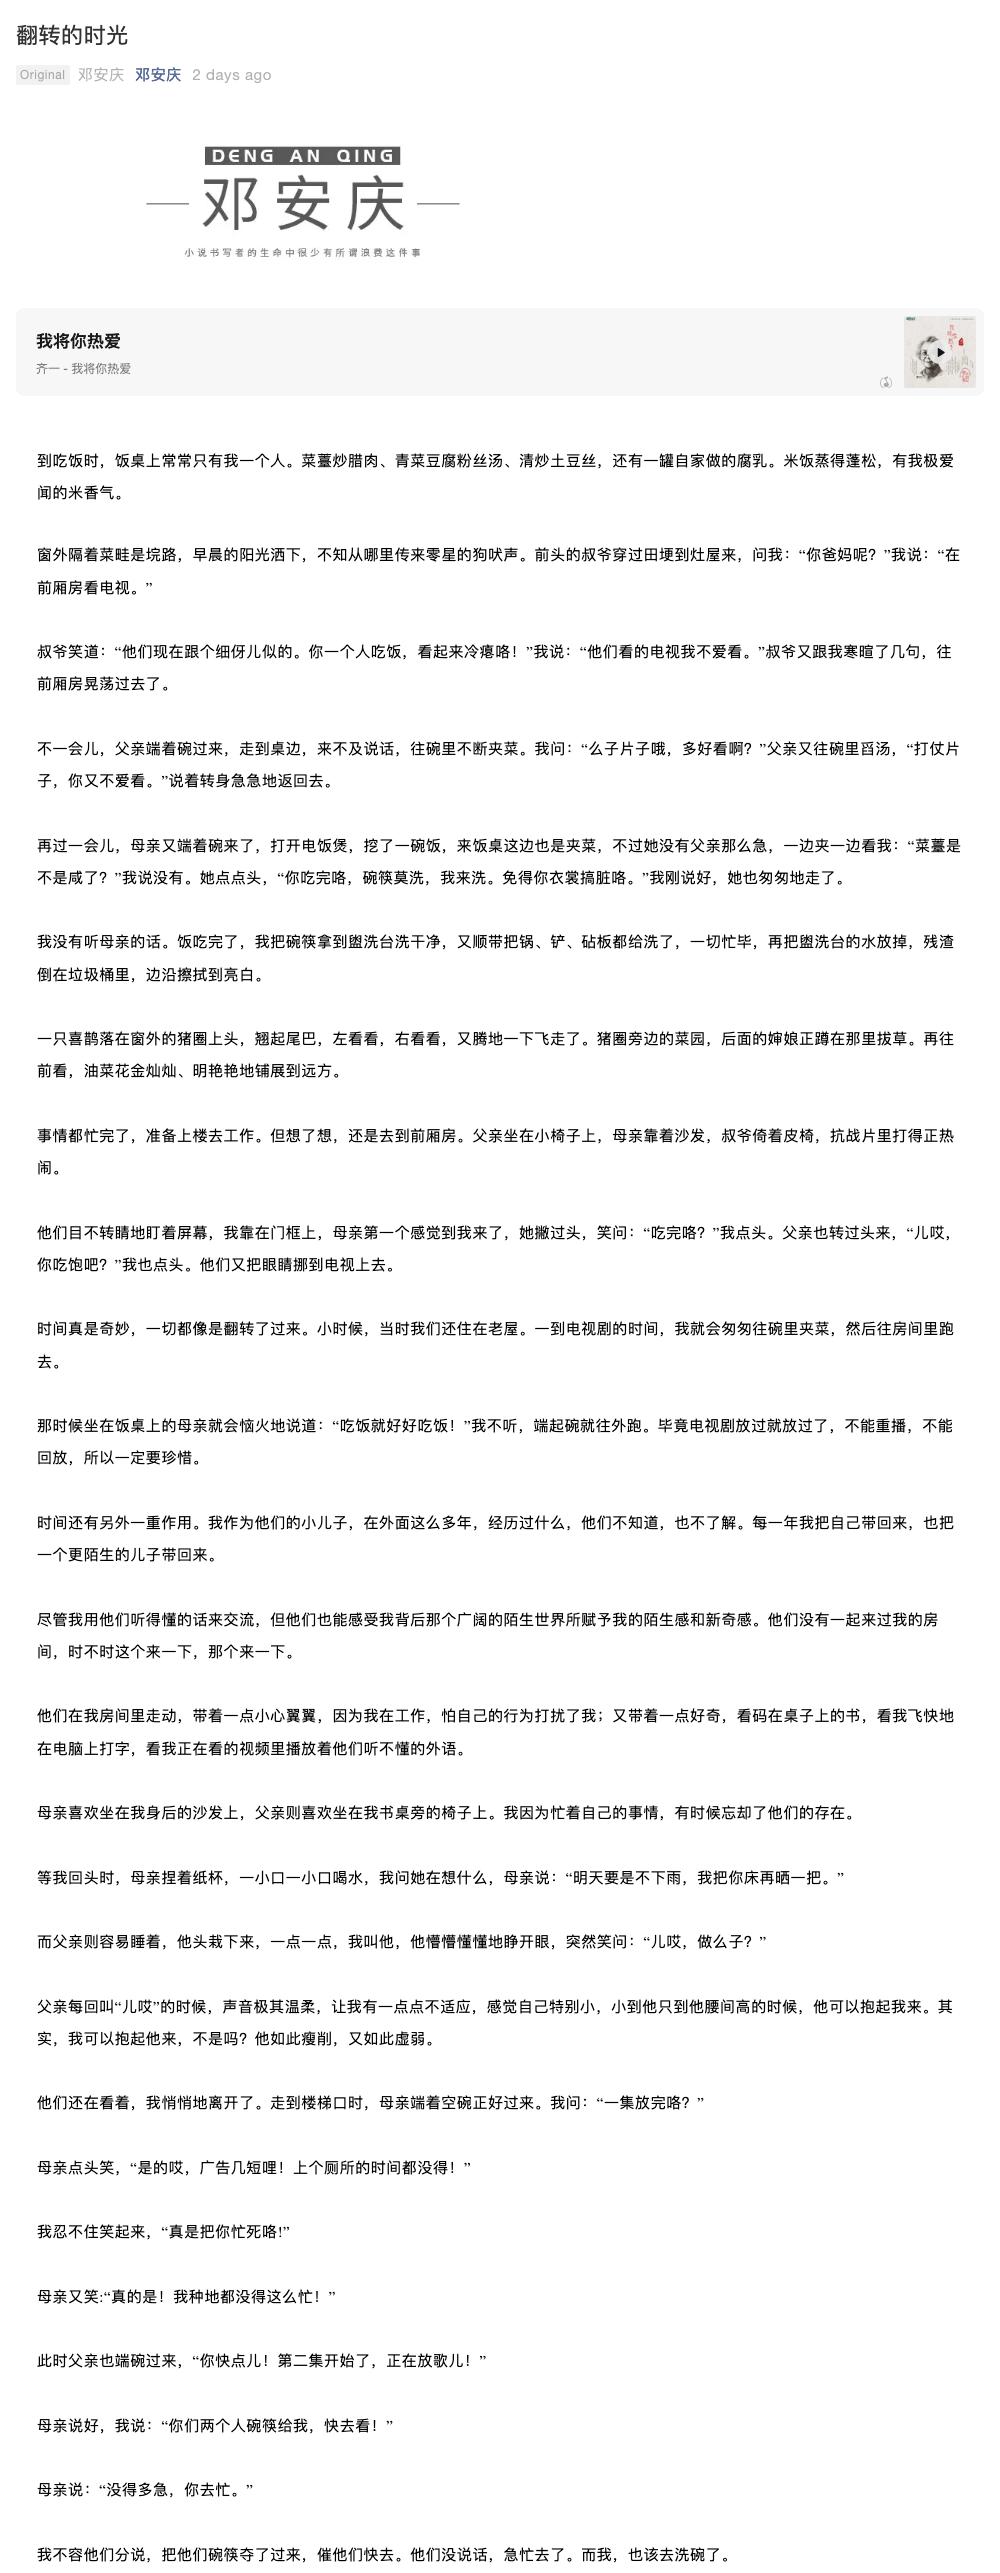 翻转的时光
Original 邓安庆 邓安庆 2 days ago
DENG AN QING
邓安庆
小说书写者的生命中很少有所谓浪费这件事
我将你热爱
齐一 - 我将你热爱
到吃饭时，饭桌上常常只有我一个人。菜薹炒腊肉、青菜豆腐粉丝汤、清炒土豆丝，还有一罐自家做的腐乳。米饭蒸得蓬松，有我极爱
闻的米香气。
窗外隔着菜畦是垸路，早晨的阳光洒下，不知从哪里传来零星的狗吠声。前头的叔爷穿过田埂到灶屋来，问我：“你爸妈呢？”我说：“在
前厢房看电视。”
叔爷笑道：“他们现在跟个细伢儿似的。你一个人吃饭，看起来冷瘪咯！”我说：“他们看的电视我不爱看。”叔爷又跟我寒暄了几句，往
前厢房晃荡过去了。
不一会儿，父亲端着碗过来，走到桌边，来不及说话，往碗里不断夹菜。我问：“么子片子哦，多好看啊？”父亲又往碗里舀汤，“打仗片
子，你又不爱看。”说着转身急急地返回去。
再过一会儿，母亲又端着碗来了，打开电饭煲，挖了一碗饭，来饭桌这边也是夹菜，不过她没有父亲那么急，一边夹一边看我：“菜薹是
不是咸了？”我说没有。她点点头，“你吃完咯，碗筷莫洗，我来洗。免得你衣裳搞脏咯。”我刚说好，她也匆匆地走了。
我没有听母亲的话。饭吃完了，我把碗筷拿到盥洗台洗干净，又顺带把锅、铲、砧板都给洗了，一切忙毕，再把盥洗台的水放掉，残渣
倒在垃圾桶里，边沿擦拭到亮白。
一只喜鹊落在窗外的猪圈上头，翘起尾巴，左看看，右看看，又腾地一下飞走了。猪圈旁边的菜园，后面的婶娘正蹲在那里拔草。再往
前看，油菜花金灿灿、明艳艳地铺展到远方。
事情都忙完了，准备上楼去工作。但想了想，还是去到前厢房。父亲坐在小椅子上，母亲靠着沙发，叔爷倚着皮椅，抗战片里打得正热
闹。
他们目不转睛地盯着屏幕，我靠在门框上，母亲第一个感觉到我来了，她撇过头，笑问：“吃完咯？”我点头。父亲也转过头来，“儿哎，
你吃饱吧？”我也点头。他们又把眼睛挪到电视上去。
时间真是奇妙，一切都像是翻转了过来。小时候，当时我们还住在老屋。一到电视剧的时间，我就会匆匆往碗里夹菜，然后往房间里跑
去。
那时候坐在饭桌上的母亲就会恼火地说道：“吃饭就好好吃饭！”我不听，端起碗就往外跑。毕竟电视剧放过就放过了，不能重播，不能
回放，所以一定要珍惜。
时间还有另外一重作用。我作为他们的小儿子，在外面这么多年，经历过什么，他们不知道，也不了解。每一年我把自己带回来，也把
一个更陌生的儿子带回来。
尽管我用他们听得懂的话来交流，但他们也能感受我背后那个广阔的陌生世界所赋予我的陌生感和新奇感。他们没有一起来过我的房
间，时不时这个来一下，那个来一下。
他们在我房间里走动，带着一点小心翼翼，因为我在工作，怕自己的行为打扰了我；又带着一点好奇，看码在桌子上的书，看我飞快地
在电脑上打字，看我正在看的视频里播放着他们听不懂的外语。
母亲喜欢坐在我身后的沙发上，父亲则喜欢坐在我书桌旁的椅子上。我因为忙着自己的事情，有时候忘却了他们的存在。
等我回头时，母亲捏着纸杯，一小口一小口喝水，我问她在想什么，母亲说：“明天要是不下雨，我把你床再晒一把。”
而父亲则容易睡着，他头栽下来，一点一点，我叫他，他懵懵懂懂地睁开眼，突然笑问：“儿哎，做么子？”
父亲每回叫“儿哎”的时候，声音极其温柔，让我有一点点不适应，感觉自己特别小，小到他只到他腰间高的时候，他可以抱起我来。其
实，我可以抱起他来，不是吗？他如此瘦削，又如此虚弱。
他们还在看着，我悄悄地离开了。走到楼梯口时，母亲端着空碗正好过来。我问：“一集放完咯？”
母亲点头笑，“是的哎，广告几短哩！上个厕所的时间都没得！”
我忍不住笑起来，“真是把你忙死咯!”
母亲又笑:“真的是！我种地都没得这么忙！”
此时父亲也端碗过来，“你快点儿！第二集开始了，正在放歌儿！”
母亲说好，我说：“你们两个人碗筷给我，快去看！”
母亲说：“没得多急，你去忙。”
我不容他们分说，把他们碗筷夺了过来，催他们快去。他们没说话，急忙去了。而我，也该去洗碗了。